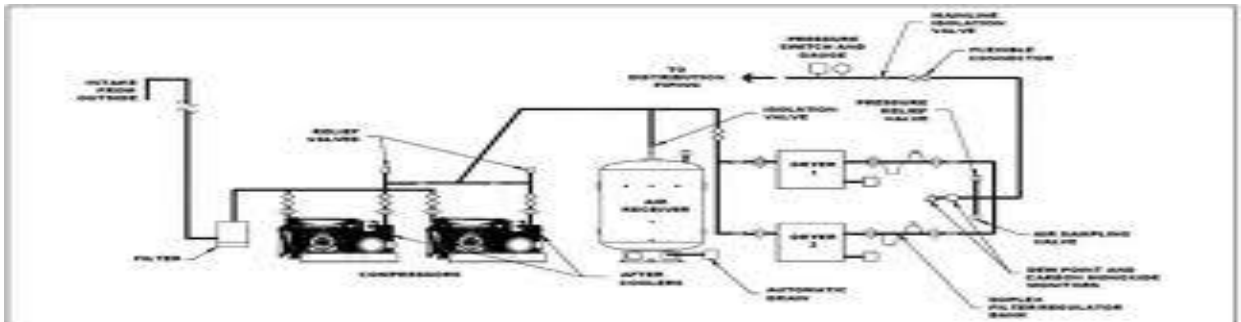 INTAKE
FROM
OUTSIDE
FILTER
RELIEF
VALVES
COMPRESSORS
AFTER
COOLERS
AIR
RECEIVER
AUTOMATIC
DRAIN
ISOLATION
VALVE
TO
DISTRIBUTION
PIPING
PRESSURE
SWITCH AND
GAUGE
MAINLINE
ISOLATION
VALVE
FLEXIBLE
CONNECTOR
PRESSURE
RELIEF
VALVE
DRYER
1
DRYER
2
AIR SAMPLING
VALVE
DEW POINT AND
CARBON MONOXIDE
MONITORS
DUPLEX
FILTER/REGULATOR
BANK